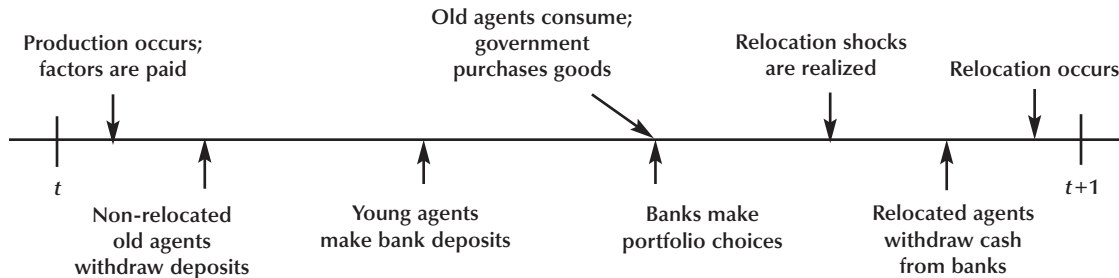 Production occurs;
factors are paid
Old agents consume;
government
purchases goods
Relocation shocks
are realized
Relocation occurs
t
t+1
Non-relocated
old agents
withdraw deposits
Young agents
make bank deposits
Banks make
portfolio choices
Relocated agents
withdraw cash
from banks